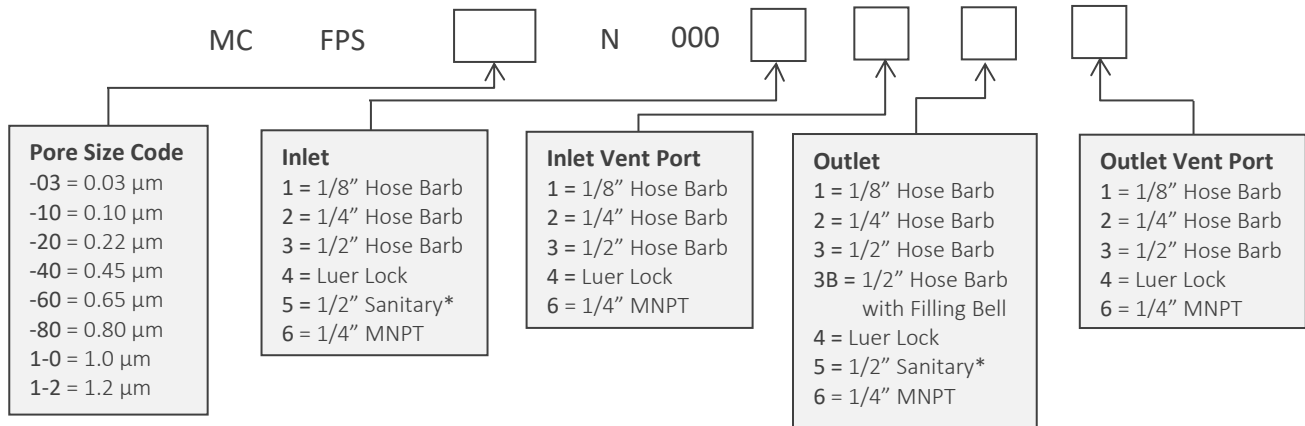 MC FPS N 000
Pore Size Code
-03 = 0.03 µm
-10 = 0.10 µm
-20 = 0.22 µm
-40 = 0.45 µm
-60 = 0.65 µm
-80 = 0.80 µm
1-0 = 1.0 µm
1-2 = 1.2 µm
Inlet
1 = 1/8” Hose Barb
2 = 1/4” Hose Barb
3 = 1/2” Hose Barb
4 = Luer Lock
5 = 1/2” Sanitary*
6 = 1/4” MNPT
Inlet Vent Port
1 = 1/8” Hose Barb
2 = 1/4” Hose Barb
3 = 1/2” Hose Barb
4 = Luer Lock
6 = 1/4” MNPT
Outlet
1 = 1/8” Hose Barb
2 = 1/4” Hose Barb
3 = 1/2” Hose Barb
3B = 1/2” Hose Barb
with Filling Bell
4 = Luer Lock
5 = 1/2” Sanitary*
6 = 1/4” MNPT
Outlet Vent Port
1 = 1/8” Hose Barb
2 = 1/4” Hose Barb
3 = 1/2” Hose Barb
4 = Luer Lock
6 = 1/4” MNPT